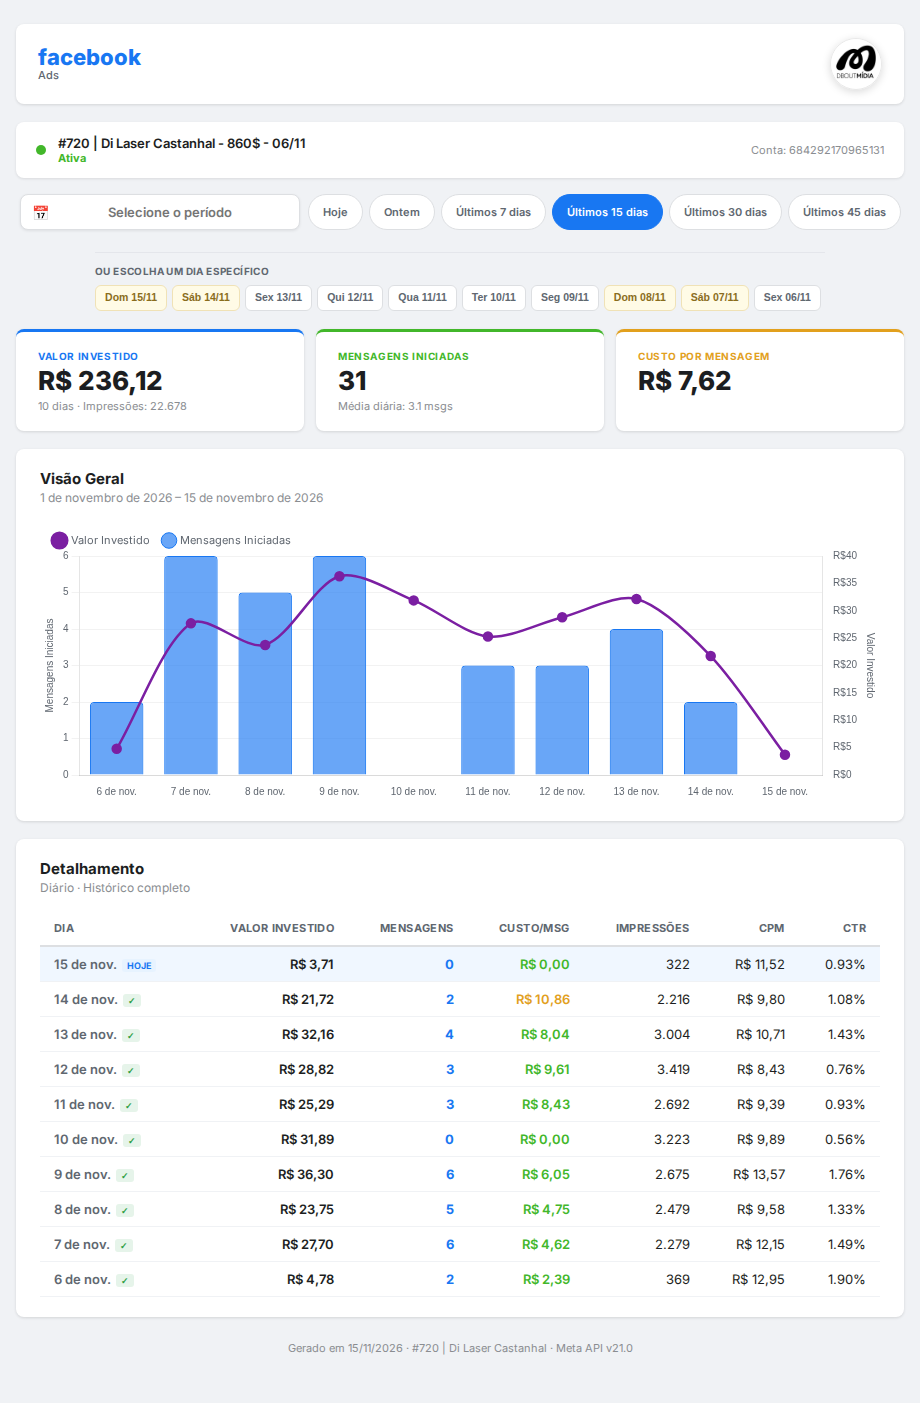 facebook
Ads
DBOUTMÍDIA
#720 | Di Laser Castanhal - 860$ - 06/11
Ativa
Conta: 684292170965131
Selecione o período
Hoje
Ontem
Últimos 7 dias
Últimos 15 dias
Últimos 30 dias
Últimos 45 dias
OU ESCOLHA UM DIA ESPECÍFICO
Dom 15/11
Sáb 14/11
Sex 13/11
Qui 12/11
Qua 11/11
Ter 10/11
Seg 09/11
Dom 08/11
Sáb 07/11
Sex 06/11
VALOR INVESTIDO
R$ 236,12
10 dias · Impressões: 22.678
MENSAGENS INICIADAS
31
Média diária: 3.1 msgs
CUSTO POR MENSAGEM
R$ 7,62
Visão Geral
1 de novembro de 2026 – 15 de novembro de 2026
Valor Investido
Mensagens Iniciadas
6
5
4
3
2
1
0
Mensagens Iniciadas
R$40
R$35
R$30
R$25
R$20
R$15
R$10
R$5
R$0
Valor Investido
6 de nov.
7 de nov.
8 de nov.
9 de nov.
10 de nov.
11 de nov.
12 de nov.
13 de nov.
14 de nov.
15 de nov.
Detalhamento
Diário · Histórico completo
DIA VALOR INVESTIDO MENSAGENS CUSTO/MSG IMPRESSÕES CPM CTR
15 de nov. HOJE R$ 3,71 0 R$ 0,00 322 R$ 11,52 0.93%
14 de nov. ✓ R$ 21,72 2 R$ 10,86 2.216 R$ 9,80 1.08%
13 de nov. ✓ R$ 32,16 4 R$ 8,04 3.004 R$ 10,71 1.43%
12 de nov. ✓ R$ 28,82 3 R$ 9,61 3.419 R$ 8,43 0.76%
11 de nov. ✓ R$ 25,29 3 R$ 8,43 2.692 R$ 9,39 0.93%
10 de nov. ✓ R$ 31,89 0 R$ 0,00 3.223 R$ 9,89 0.56%
9 de nov. ✓ R$ 36,30 6 R$ 6,05 2.675 R$ 13,57 1.76%
8 de nov. ✓ R$ 23,75 5 R$ 4,75 2.479 R$ 9,58 1.33%
7 de nov. ✓ R$ 27,70 6 R$ 4,62 2.279 R$ 12,15 1.49%
6 de nov. ✓ R$ 4,78 2 R$ 2,39 369 R$ 12,95 1.90%
Gerado em 15/11/2026 · #720 | Di Laser Castanhal · Meta API v21.0